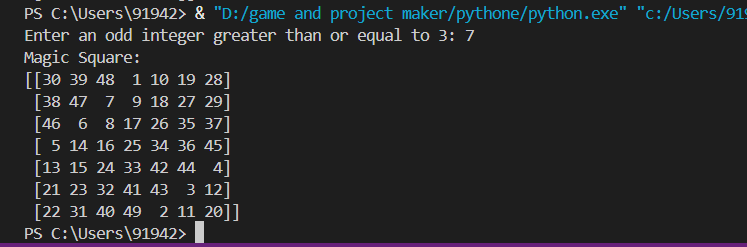 PS C:\Users\91942> & "D:/game and project maker/pythone/python.exe" "c:/Users/91
Enter an odd integer greater than or equal to 3: 7
Magic Square:
[[30 39 48  1 10 19 28]
 [38 47  7  9 18 27 29]
 [46  6  8 17 26 35 37]
 [ 5 14 16 25 34 36 45]
 [13 15 24 33 42 44  4]
 [21 23 32 41 43  3 12]
 [22 31 40 49  2 11 20]]
PS C:\Users\91942>